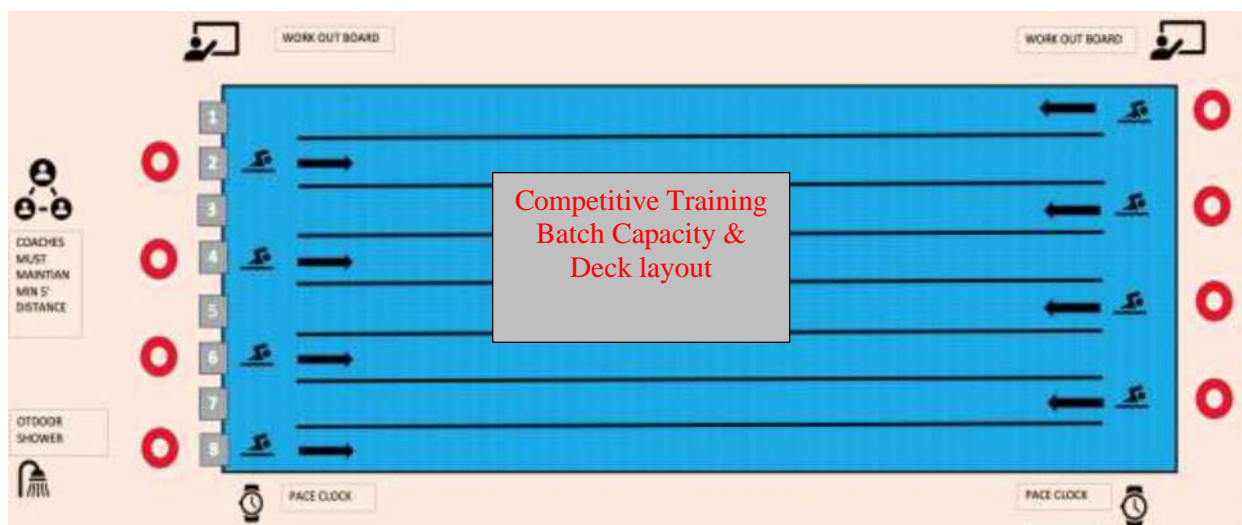 WORK OUT BOARD
WORK OUT BOARD
1
2
3
4
5
6
7
8
Competitive Training
Batch Capacity &
Deck layout
COACHES
MUST
MAINTIAN
MIN 5'
DISTANCE
OTDOOR
SHOWER
PACE CLOCK
PACE CLOCK